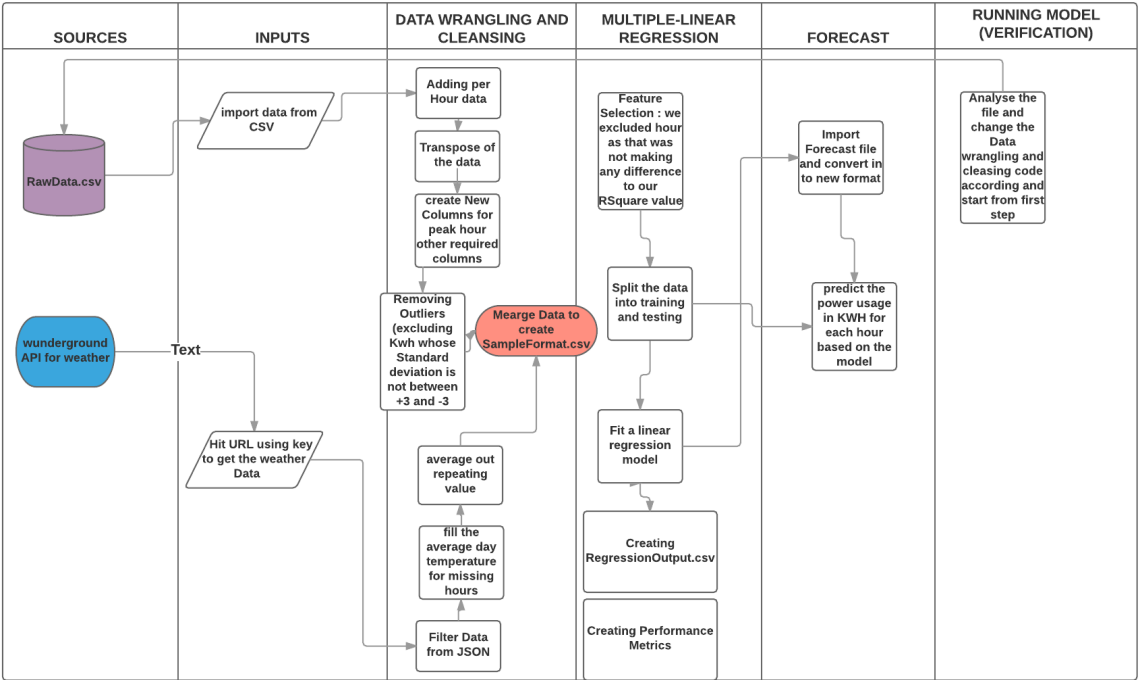 SOURCES
INPUTS
DATA WRANGLING AND
CLEANSING
MULTIPLE-LINEAR
REGRESSION
FORECAST
RUNNING MODEL
(VERIFICATION)
RawData.csv
wunderground
API for weather
Text
import data from
CSV
Hit URL using key
to get the weather
Data
Adding per
Hour data
Transpose of
the data
create New
Columns for
peak hour
other required
columns
Removing
Outliers
(excluding
Kwh whose
Standard
deviation is
not between
+3 and -3
Mearge Data to
create
SampleFormat.csv
average out
repeating
value
fill the
average day
temperature
for missing
hours
Filter Data
from JSON
Feature
Selection : we
excluded hour
as that was
not making
any difference
to our
RSquare value
Split the data
into training
and testing
Fit a linear
regression
model
Creating
RegressionOutput.csv
Creating Performance
Metrics
Import
Forecast file
and convert in
to new format
predict the
power usage
in KWH for
each hour
based on the
model
Analyse the
file and
change the
Data
wrangling and
cleasing code
according and
start from first
step